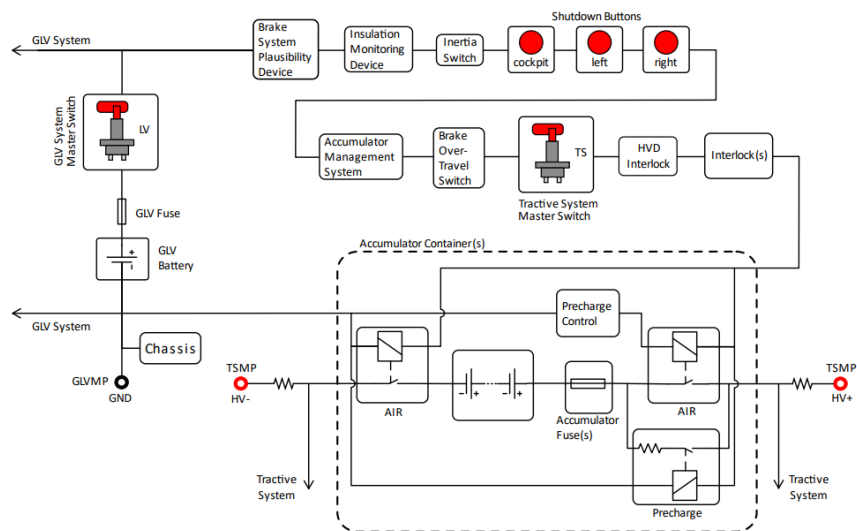 Shutdown Buttons
GLV System
Brake
System
Plausibility
Device
Insulation
Monitoring
Device
Inertia
Switch
cockpit
left
right
GLV System
Master Switch
LV
Accumulator
Management
System
Brake
Over-
Travel
Switch
TS
HVD
Interlock
Interlock(s)
Tractive System
Master Switch
GLV Fuse
+
-
GLV
Battery
Accumulator Container(s)
GLV System
Precharge
Control
Chassis
GLVMP
GND
TSMP
HV-
AIR
- + - +
Accumulator
Fuse(s)
AIR
TSMP
HV+
Tractive
System
Precharge
Tractive
System